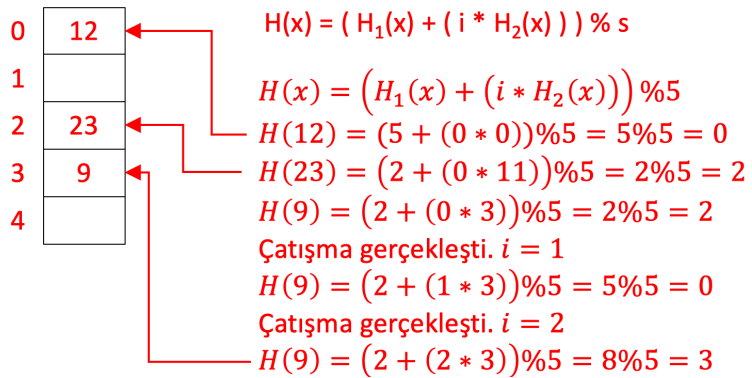 H(x) = ( H₁(x) + ( i * H₂(x) ) ) % s
0 12
1
2 23
3 9
4
H(x) = (H₁(x) + (i ∗ H₂(x))) %5
H(12) = (5 + (0 ∗ 0))%5 = 5%5 = 0
H(23) = (2 + (0 ∗ 11))%5 = 2%5 = 2
H(9) = (2 + (0 ∗ 3))%5 = 2%5 = 2
Çatışma gerçekleşti. i = 1
H(9) = (2 + (1 ∗ 3))%5 = 5%5 = 0
Çatışma gerçekleşti. i = 2
H(9) = (2 + (2 ∗ 3))%5 = 8%5 = 3